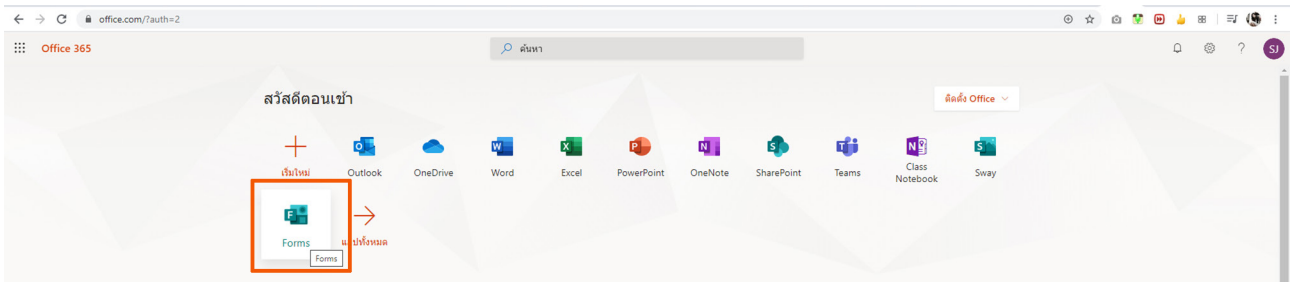 office.com/?auth=2
Office 365
ค้นหา
SJ
สวัสดีตอนเช้า
ติดตั้ง Office
เริ่มใหม่
Outlook
OneDrive
Word
Excel
PowerPoint
OneNote
SharePoint
Teams
Class
Notebook
Sway
Forms
แอปทั้งหมด
Forms